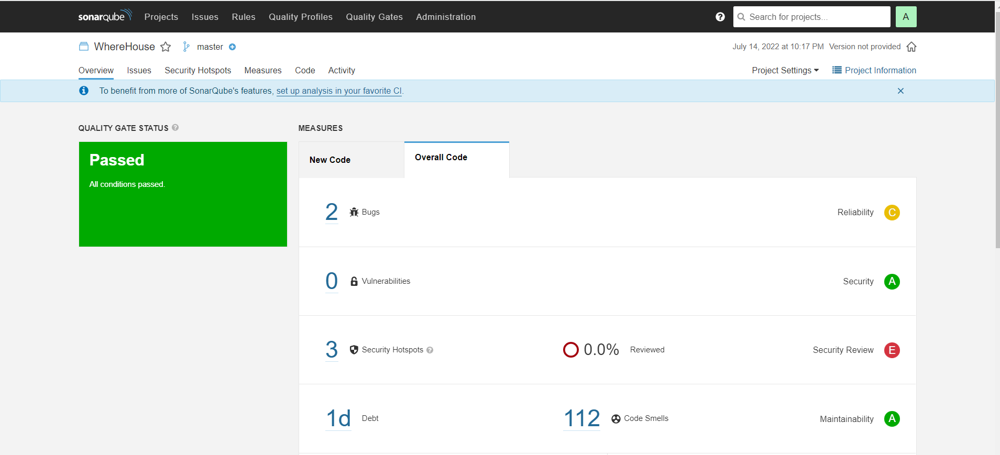 sonarqube Projects Issues Rules Quality Profiles Quality Gates Administration ? Search for projects... A
WhereHouse master July 14, 2022 at 10:17 PM Version not provided
Overview Issues Security Hotspots Measures Code Activity Project Settings Project Information
To benefit from more of SonarQube's features, set up analysis in your favorite CI.
QUALITY GATE STATUS ?
Passed
All conditions passed.
MEASURES
New Code Overall Code
2 Bugs Reliability C
0 Vulnerabilities Security A
3 Security Hotspots ? 0.0% Reviewed Security Review E
1d Debt 112 Code Smells Maintainability A